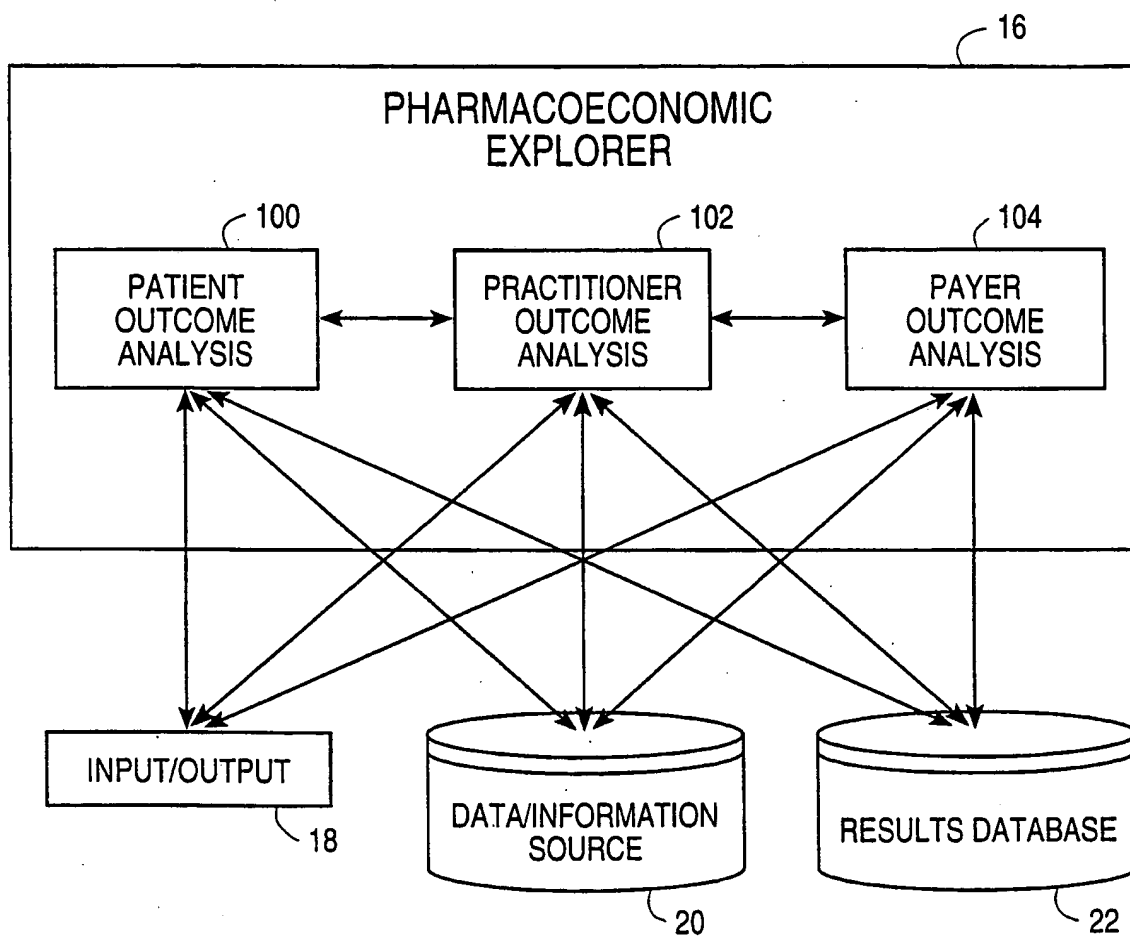 16
PHARMACOECONOMIC
EXPLORER
100
102
104
PATIENT
OUTCOME
ANALYSIS
PRACTITIONER
OUTCOME
ANALYSIS
PAYER
OUTCOME
ANALYSIS
INPUT/OUTPUT
18
DATA/INFORMATION
SOURCE
20
RESULTS DATABASE
22